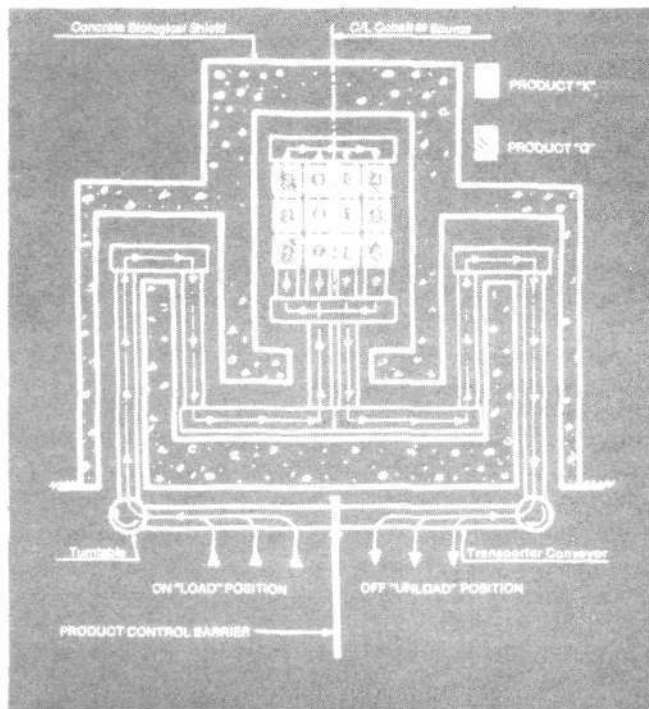 Concrete Biological Shield
C/L Cobalt Source
PRODUCT "X"
PRODUCT
Turntable
Transporter Conveyor
ON "LOAD" POSITION
OFF "UNLOAD" POSITION
PRODUCT CONTROL BARRIER